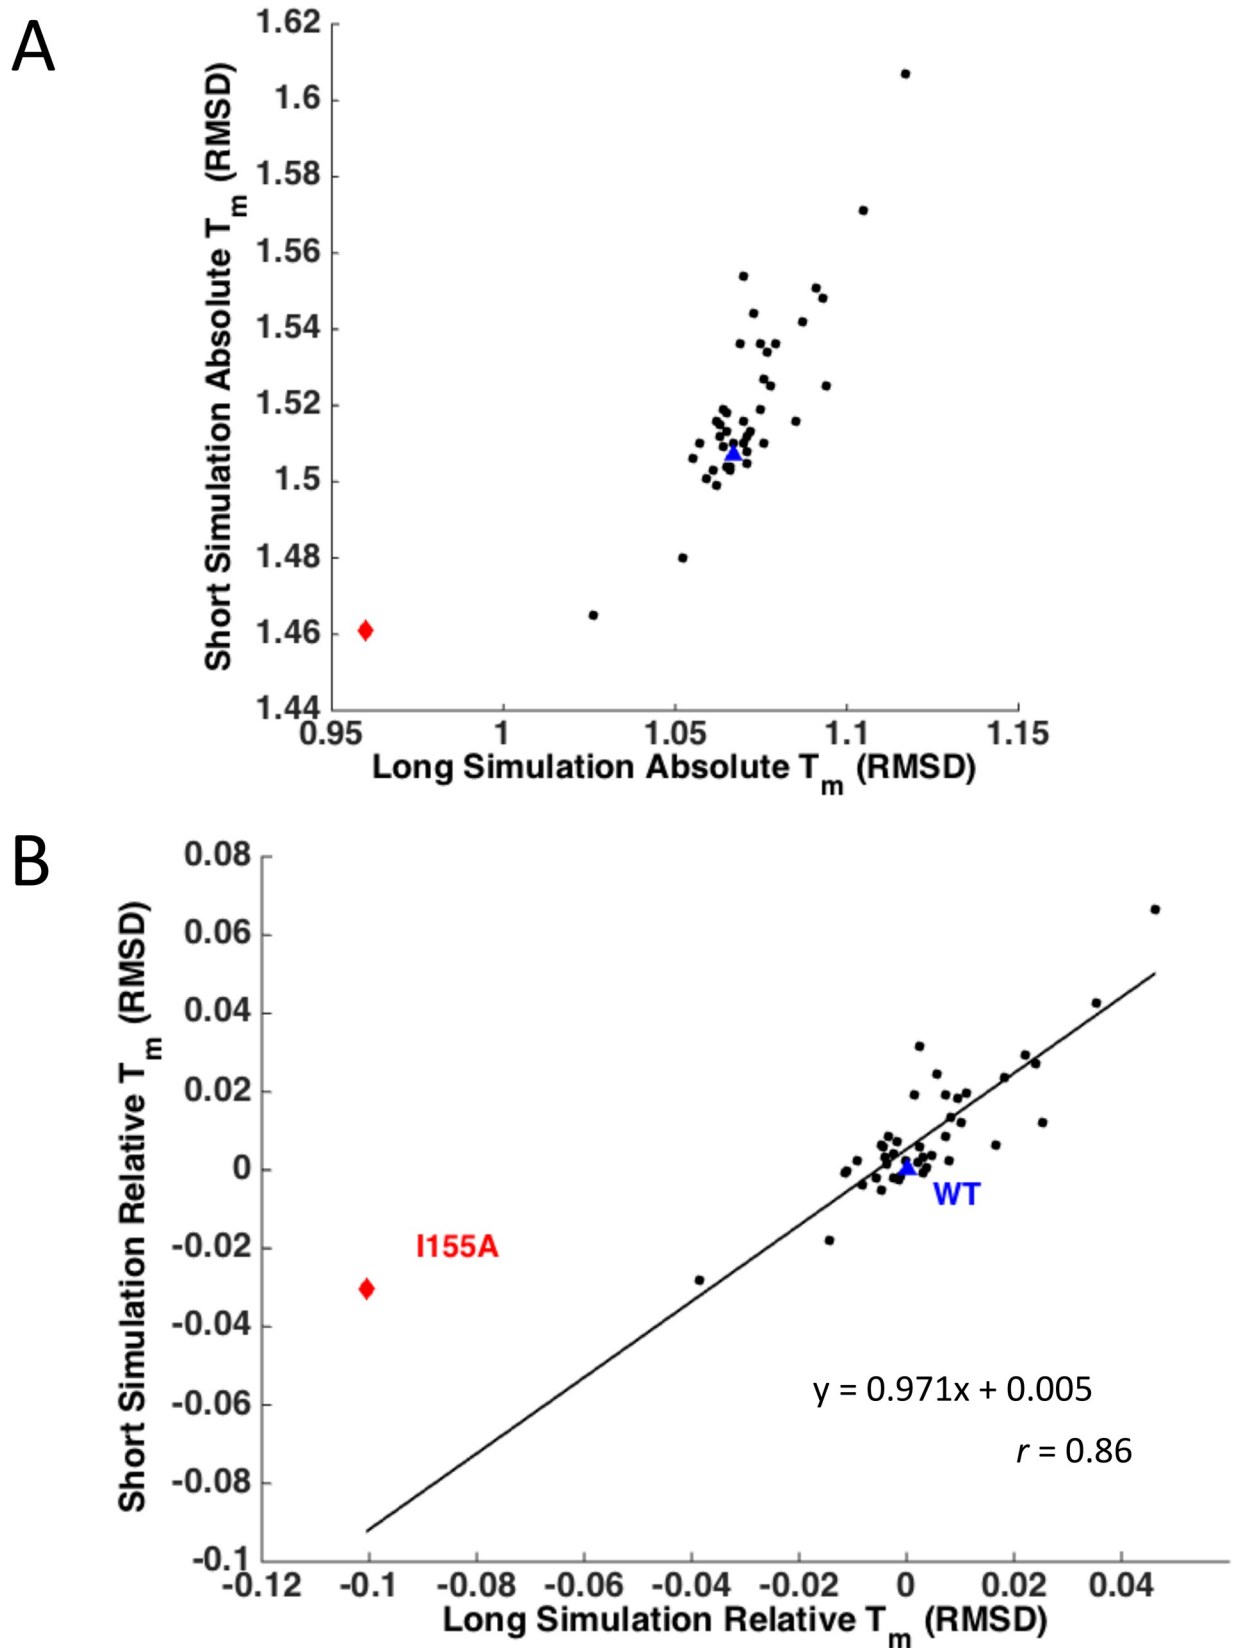 A
1.62
1.6
1.58
1.56
1.54
1.52
1.5
1.48
1.46
1.44
Short Simulation Absolute Tm (RMSD)
0.95 1 1.05 1.1 1.15
Long Simulation Absolute Tm (RMSD)
B
0.08
0.06
0.04
0.02
0
-0.02
-0.04
-0.06
-0.08
-0.1
Short Simulation Relative Tm (RMSD)
WT
I155A
y = 0.971x + 0.005
r = 0.86
-0.12 -0.1 -0.08 -0.06 -0.04 -0.02 0 0.02 0.04
Long Simulation Relative Tm (RMSD)